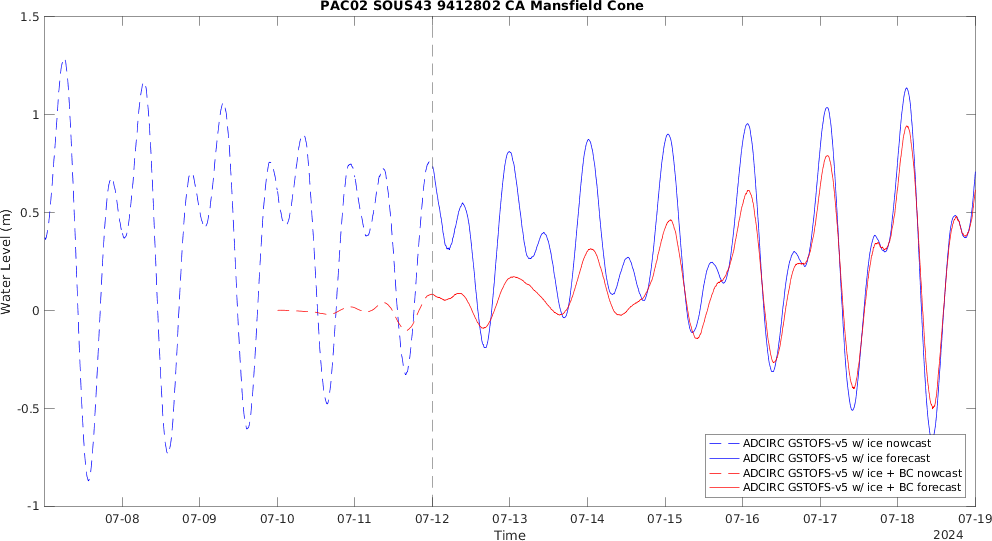 PAC02 SOUS43 9412802 CA Mansfield Cone
1.5
1
0.5
0
-0.5
-1
Water Level (m)
07-08
07-09
07-10
07-11
07-12
07-13
07-14
07-15
07-16
07-17
07-18
07-19
Time
2024
ADCIRC GSTOFS-v5 w/ ice nowcast
ADCIRC GSTOFS-v5 w/ ice forecast
ADCIRC GSTOFS-v5 w/ ice + BC nowcast
ADCIRC GSTOFS-v5 w/ ice + BC forecast